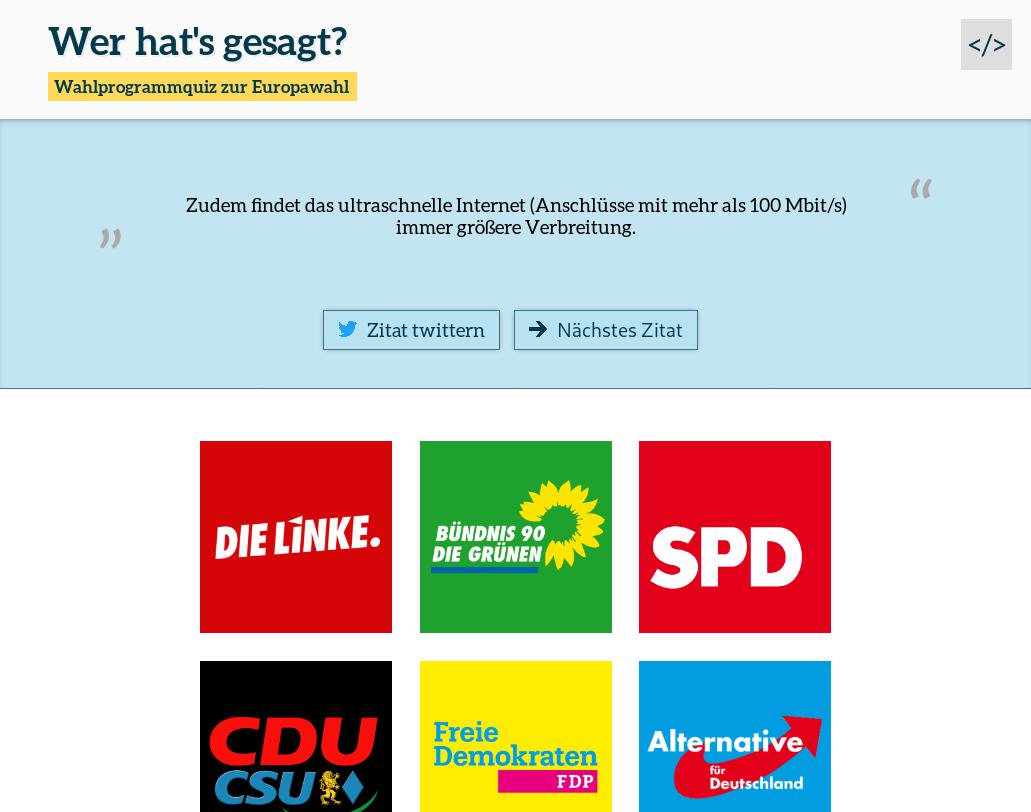 Wer hat's gesagt?
</>
Wahlprogrammquiz zur Europawahl
Zudem findet das ultraschnelle Internet (Anschlüsse mit mehr als 100 Mbit/s)
immer größere Verbreitung.
Zitat twittern
Nächstes Zitat
DIE LINKE.
BÜNDNIS 90
DIE GRÜNEN
SPD
CDU
CSU
Freie
Demokraten
FDP
Alternative
für
Deutschland